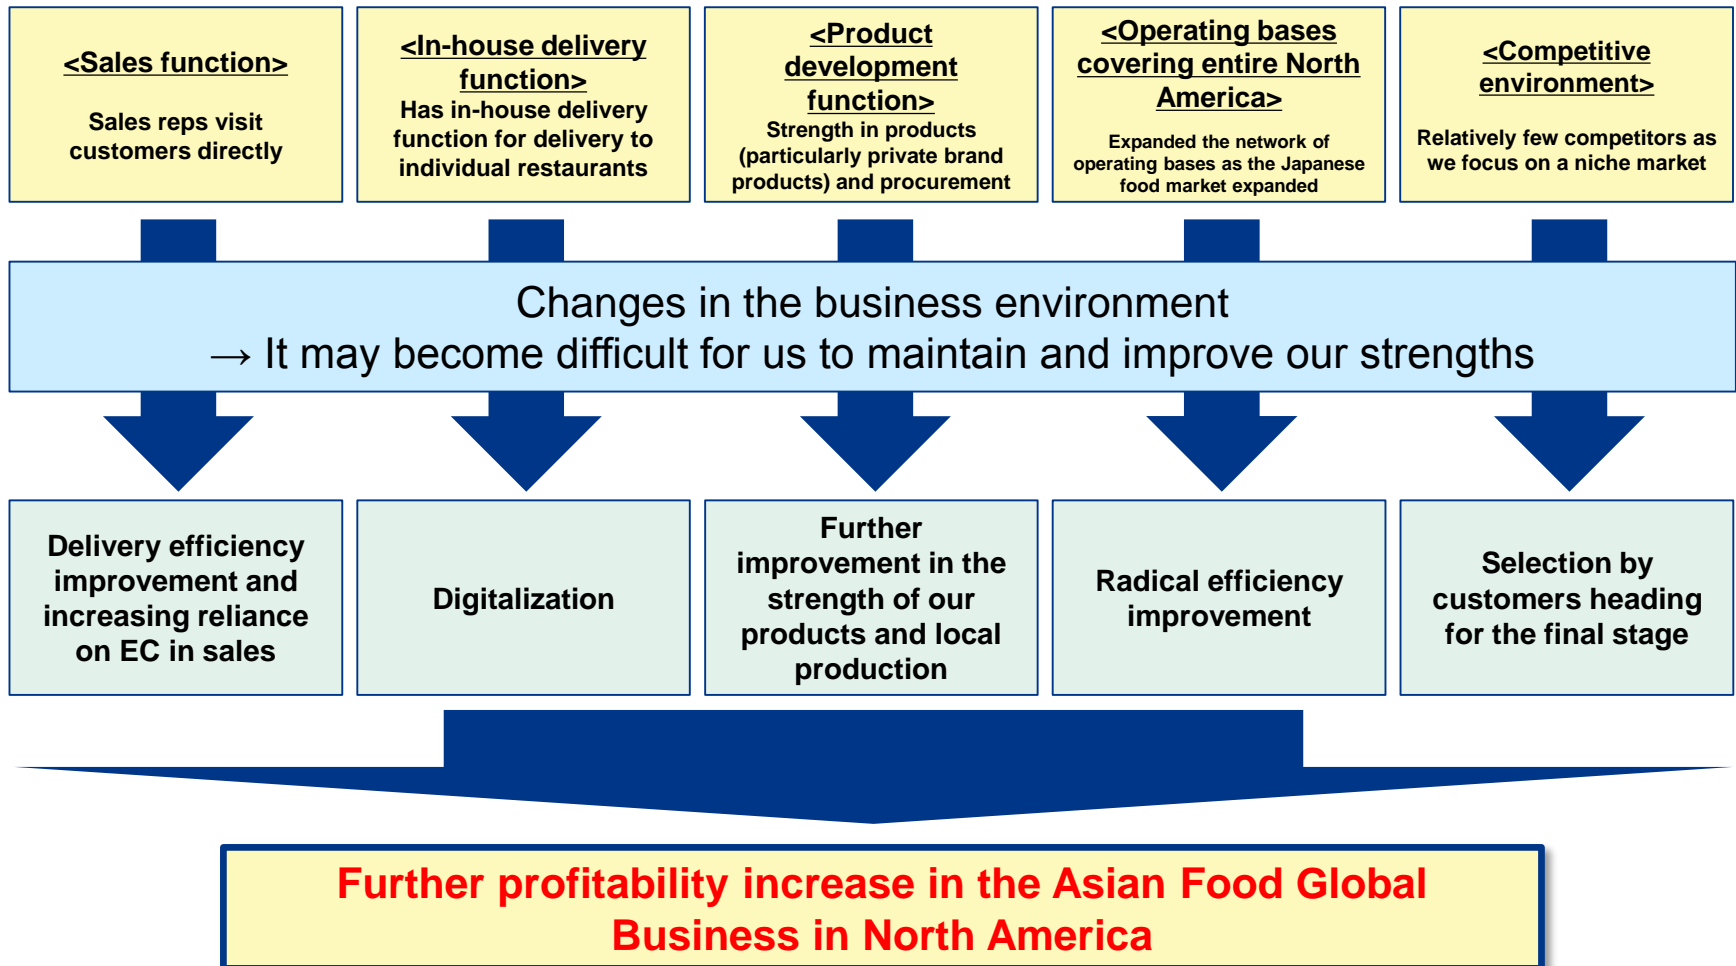 <Sales function>
Sales reps visit
customers directly
<In-house delivery
function>
Has in-house delivery
function for delivery to
individual restaurants
<Product
development
function>
Strength in products
(particularly private brand
products) and procurement
<Operating bases
covering entire North
America>
Expanded the network of
operating bases as the Japanese
food market expanded
<Competitive
environment>
Relatively few competitors as
we focus on a niche market
Changes in the business environment
→ It may become difficult for us to maintain and improve our strengths
Delivery efficiency
improvement and
increasing reliance
on EC in sales
Digitalization
Further
improvement in the
strength of our
products and local
production
Radical efficiency
improvement
Selection by
customers heading
for the final stage
Further profitability increase in the Asian Food Global
Business in North America